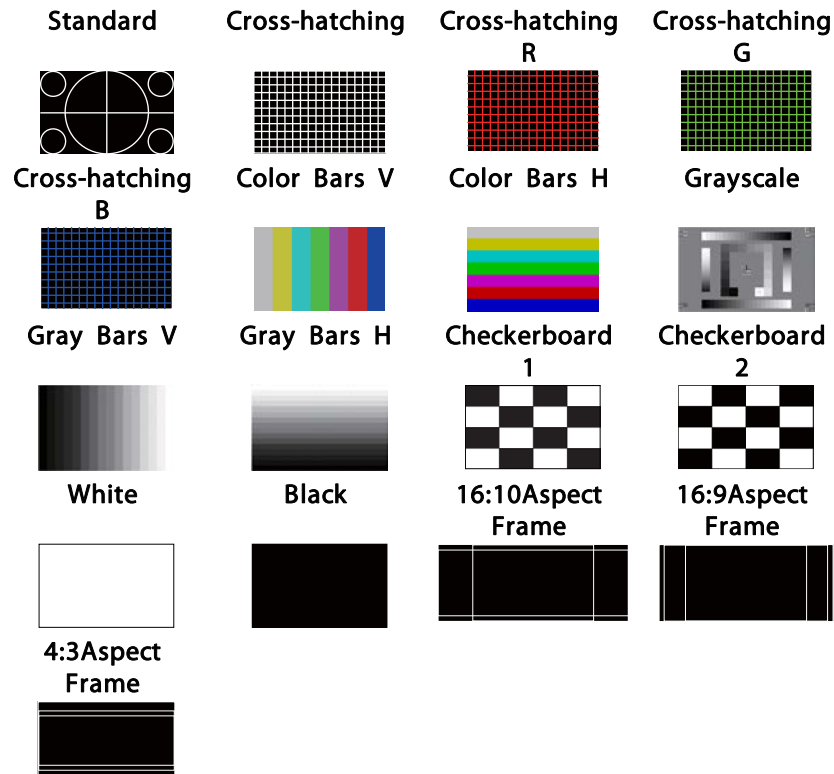 Standard
Cross-hatching
Cross-hatching
R
Cross-hatching
G
Cross-hatching
B
Color Bars V
Color Bars H
Grayscale
Gray Bars V
Gray Bars H
Checkerboard
1
Checkerboard
2
White
Black
16:10Aspect
Frame
16:9Aspect
Frame
4:3Aspect
Frame